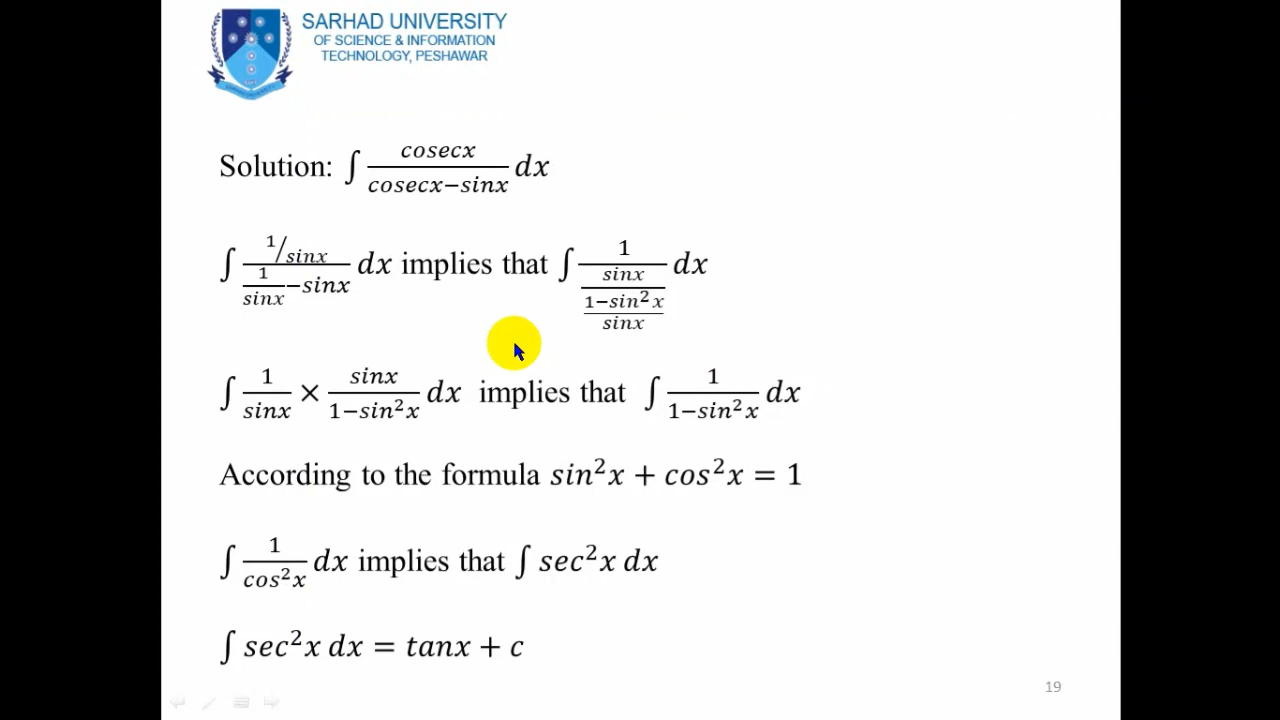 SARHAD UNIVERSITY
OF SCIENCE & INFORMATION
TECHNOLOGY, PESHAWAR
Solution: ∫ cosecx/(cosecx−sinx) dx
∫ (1/sinx)/(1/sinx −sinx) dx implies that ∫ (1/sinx)/((1−sin²x)/sinx) dx
∫ 1/sinx × sinx/(1−sin²x) dx implies that ∫ 1/(1−sin²x) dx
According to the formula sin²x + cos²x = 1
∫ 1/cos²x dx implies that ∫ sec²x dx
∫ sec²x dx = tanx + c
19